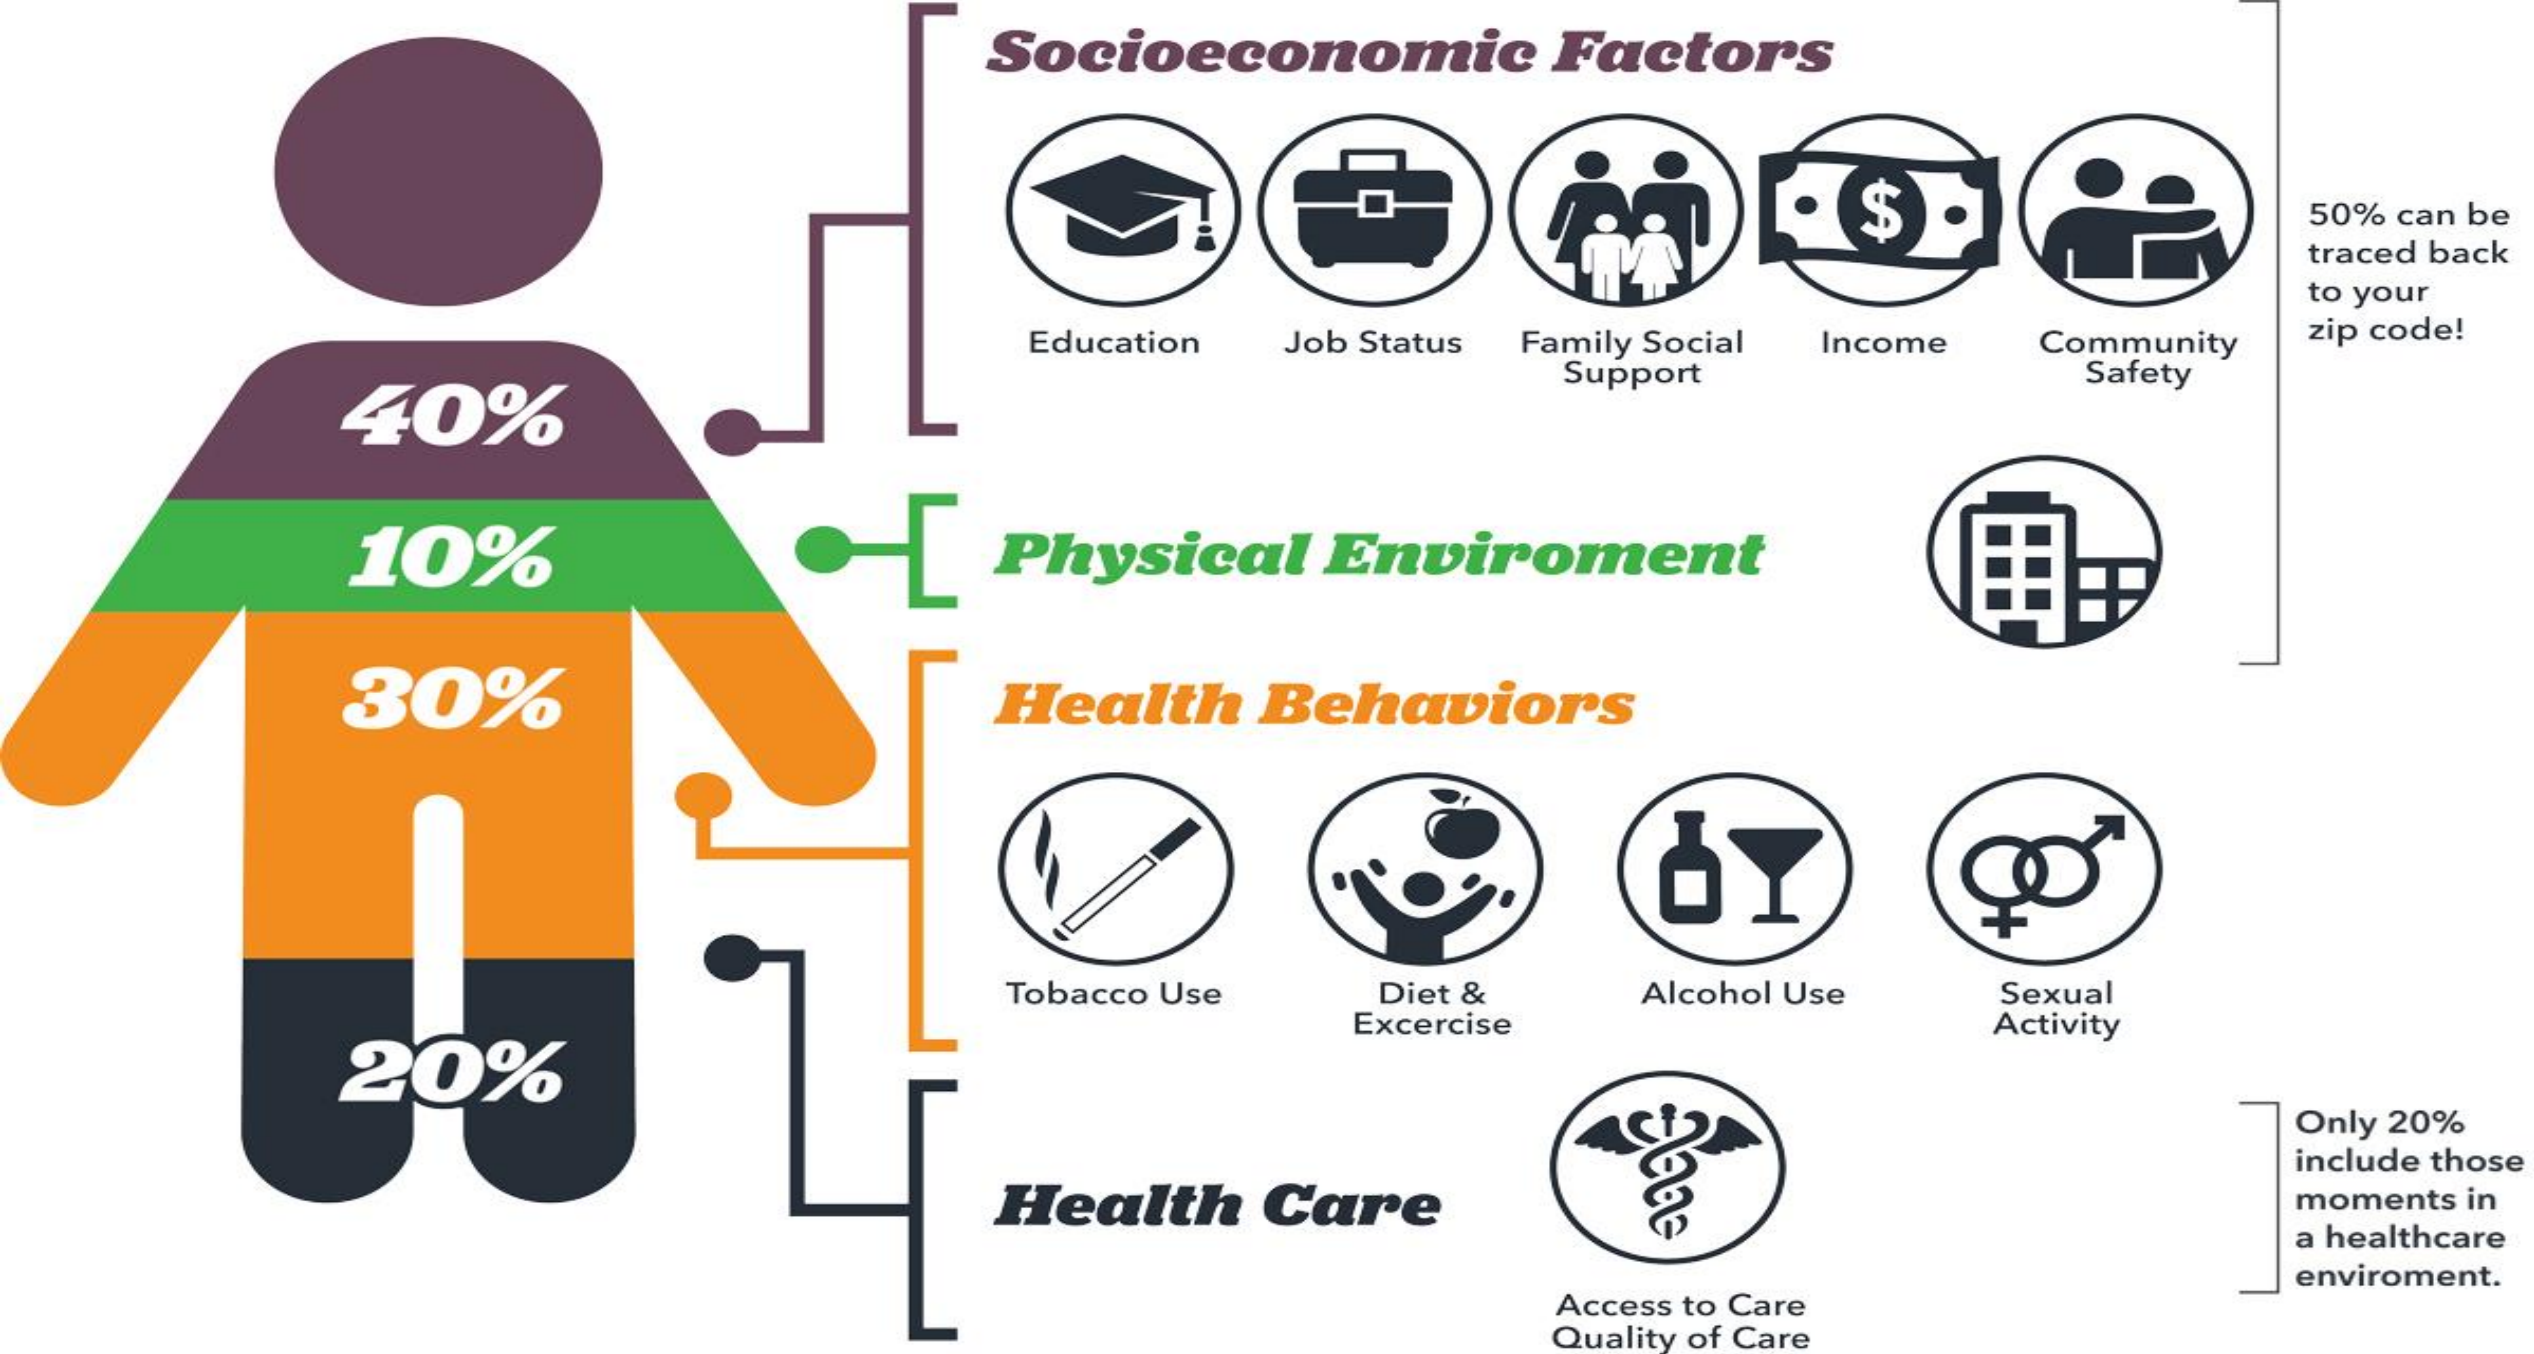 Socioeconomic Factors
Education
Job Status
Family Social
Support
Income
Community
Safety
50% can be
traced back
to your
zip code!
40%
10%
Physical Enviroment
30%
Health Behaviors
Tobacco Use
Diet &
Excercise
Alcohol Use
Sexual
Activity
20%
Health Care
Access to Care
Quality of Care
Only 20%
include those
moments in
a healthcare
enviroment.